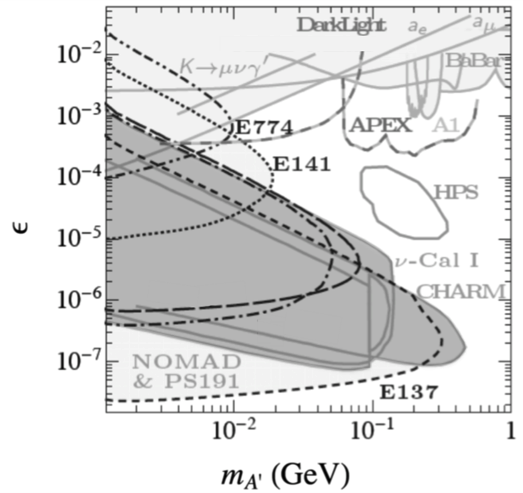 DarkLight
a_e
a_μ
10⁻²
K→μνγ′
BaBar
10⁻³
E774
APEX
A1
E141
10⁻⁴
HPS
ϵ
10⁻⁵
ν-Cal I
CHARM
10⁻⁶
10⁻⁷
NOMAD
& PS191
E137
10⁻² 10⁻¹ 1
m_A' (GeV)